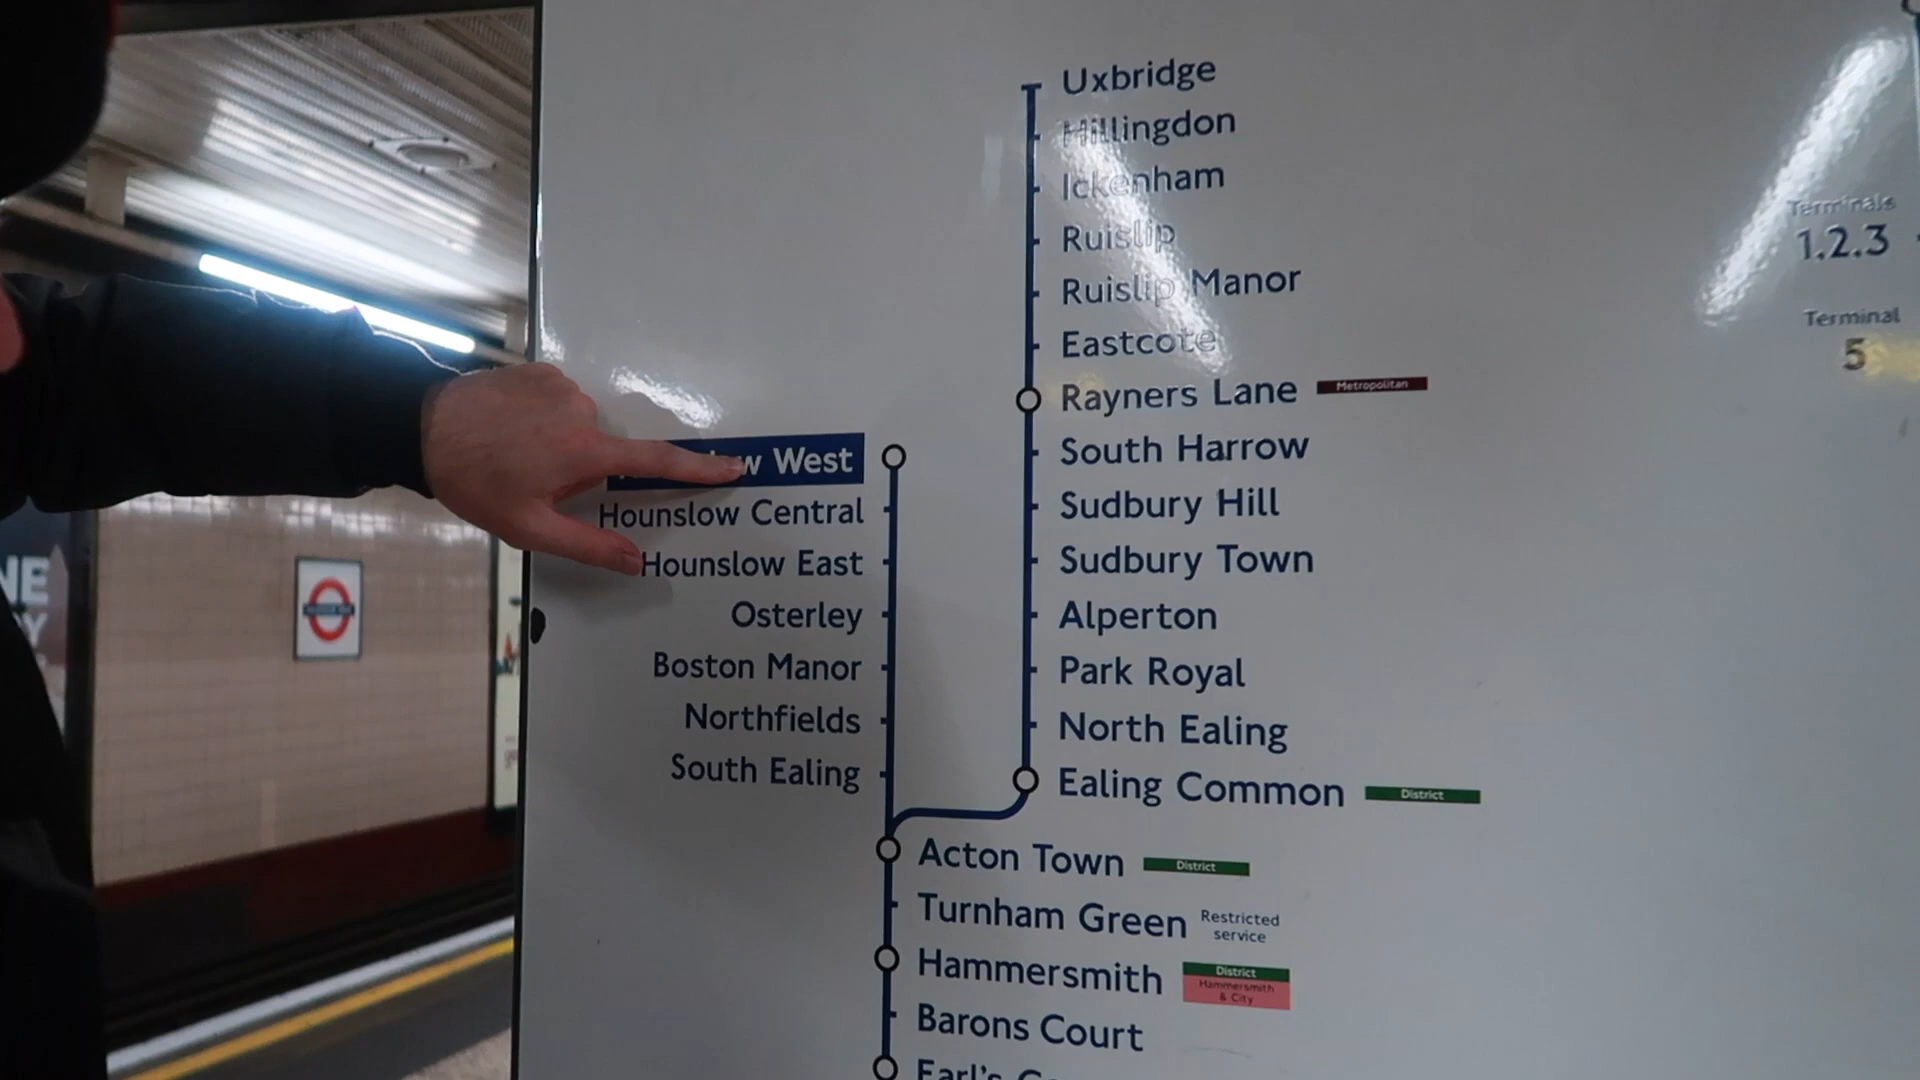 Uxbridge
Hillingdon
Ickenham
Ruislip
Ruislip Manor
Eastcote
Rayners Lane Metropolitan
South Harrow
Sudbury Hill
Sudbury Town
Alperton
Park Royal
North Ealing
Ealing Common District
West
Hounslow Central
Hounslow East
Osterley
Boston Manor
Northfields
South Ealing
Acton Town District
Turnham Green Restricted
service
Hammersmith District
Hammersmith
& City
Barons Court
Earl's
Terminals
1.2.3
Terminal
5